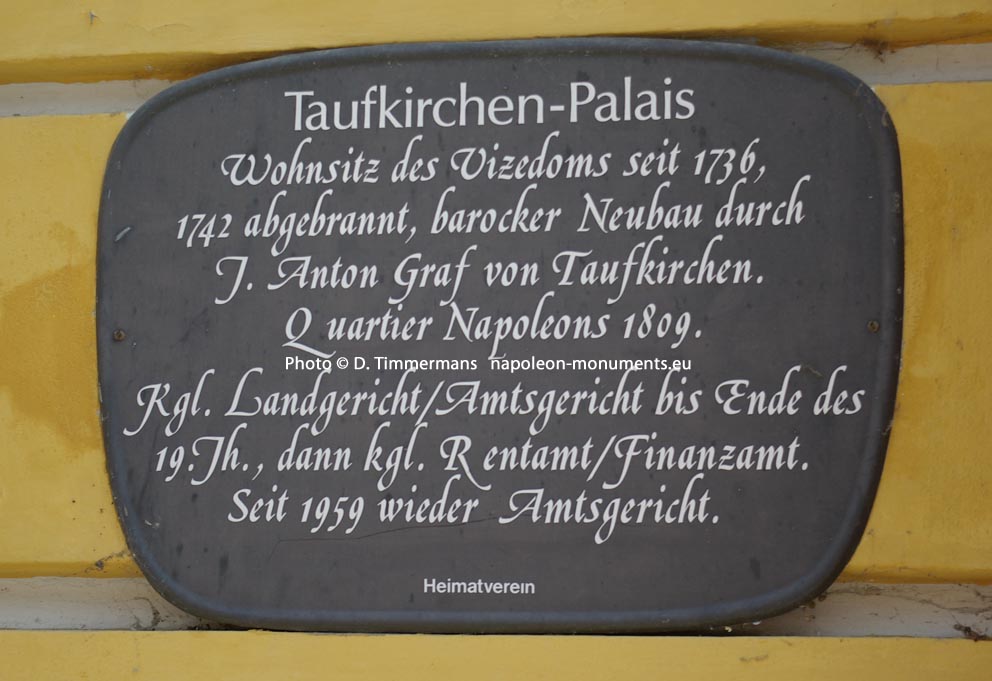 Taufkirchen-Palais
Wohnsitz des Vizedoms seit 1736,
1742 abgebrannt, barocker Neubau durch
J. Anton Graf von Taufkirchen.
Quartier Napoleons 1809.
Photo © D. Timmermans napoleon-monuments.eu
Kgl. Landgericht/Amtsgericht bis Ende des
19. Jh., dann kgl. Rentamt/Finanzamt.
Seit 1959 wieder Amtsgericht.
Heimatverein